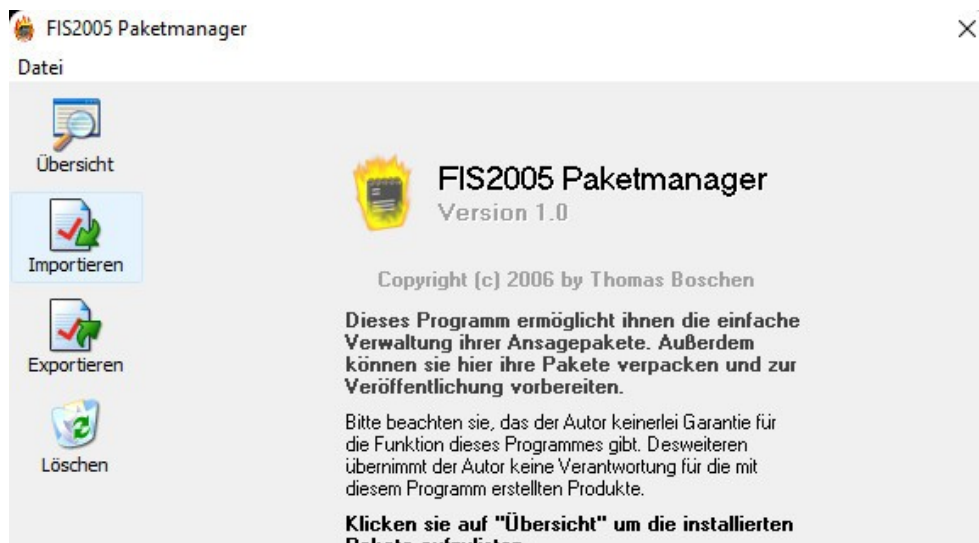 FIS2005 Paketmanager
Datei
Übersicht
Importieren
Exportieren
Löschen
FIS2005 Paketmanager
Version 1.0
Copyright (c) 2006 by Thomas Boschen
Dieses Programm ermöglicht ihnen die einfache
Verwaltung ihrer Ansagepakete. Außerdem
können sie hier ihre Pakete verpacken und zur
Veröffentlichung vorbereiten.
Bitte beachten sie, das der Autor keinerlei Garantie für
die Funktion dieses Programmes gibt. Desweiteren
übernimmt der Autor keine Verantwortung für die mit
diesem Programm erstellten Produkte.
Klicken sie auf "Übersicht" um die installierten
Pakete aufzulisten